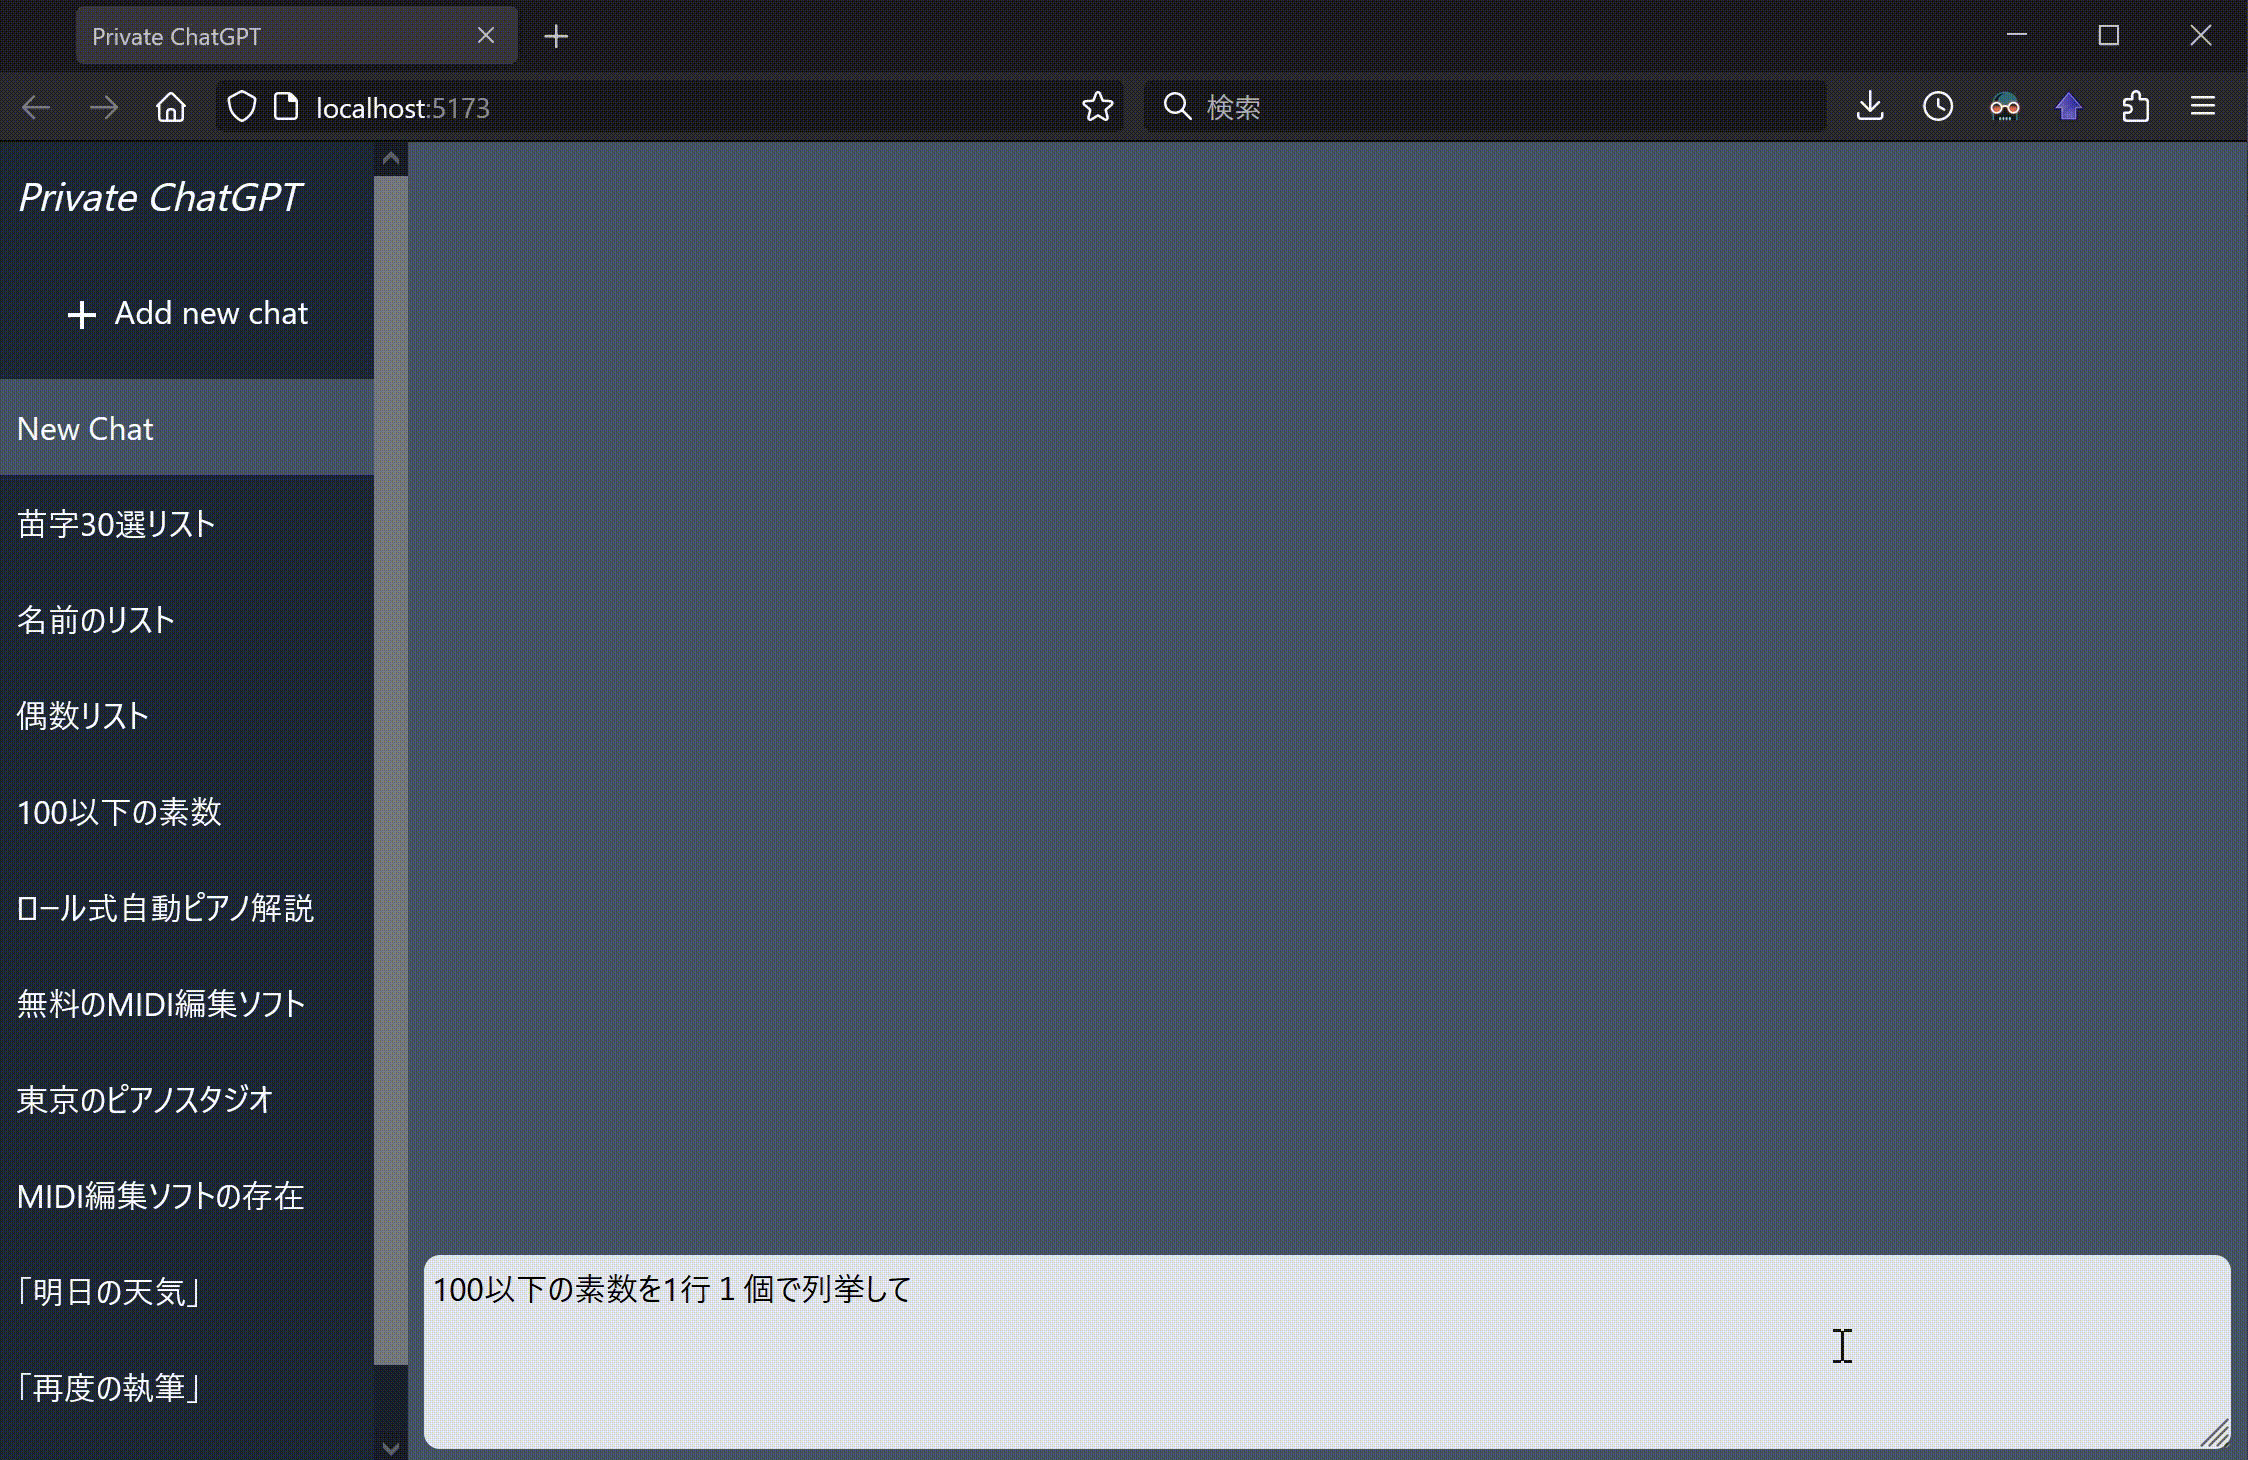 Private ChatGPT
localhost:5173
検索
Private ChatGPT
Add new chat
New Chat
苗字30選リスト
名前のリスト
偶数リスト
100以下の素数
ロール式自動ピアノ解説
無料のMIDI編集ソフト
東京のピアノスタジオ
MIDI編集ソフトの存在
「明日の天気」
「再度の執筆」
100以下の素数を1行１個で列挙して